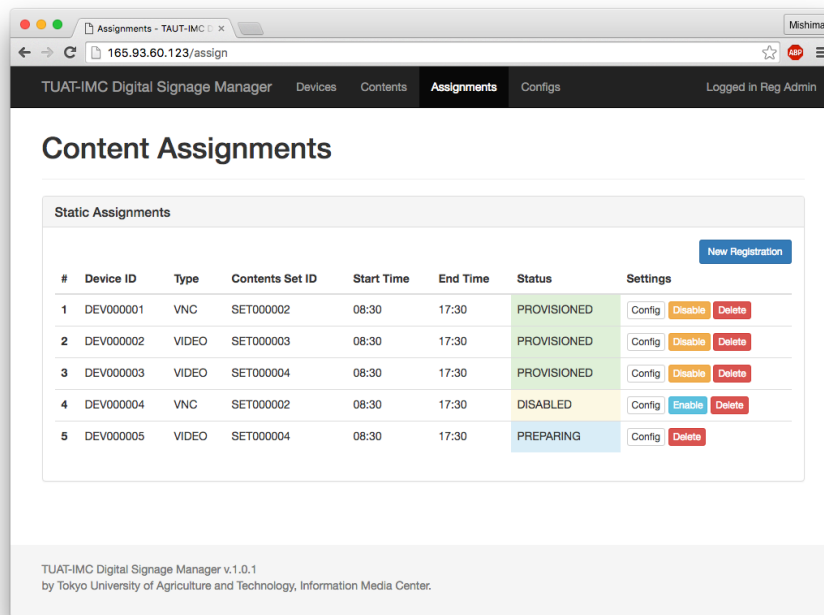 Assignments - TAUT-IMC D
Mishima
165.93.60.123/assign
ABP
TUAT-IMC Digital Signage Manager Devices Contents Assignments Configs Logged in Reg Admin
Content Assignments
Static Assignments
New Registration
# Device ID Type Contents Set ID Start Time End Time Status Settings
1 DEV000001 VNC SET000002 08:30 17:30 PROVISIONED Config Disable Delete
2 DEV000002 VIDEO SET000003 08:30 17:30 PROVISIONED Config Disable Delete
3 DEV000003 VIDEO SET000004 08:30 17:30 PROVISIONED Config Disable Delete
4 DEV000004 VNC SET000002 08:30 17:30 DISABLED Config Enable Delete
5 DEV000005 VIDEO SET000004 08:30 17:30 PREPARING Config Delete
TUAT-IMC Digital Signage Manager v.1.0.1
by Tokyo University of Agriculture and Technology, Information Media Center.